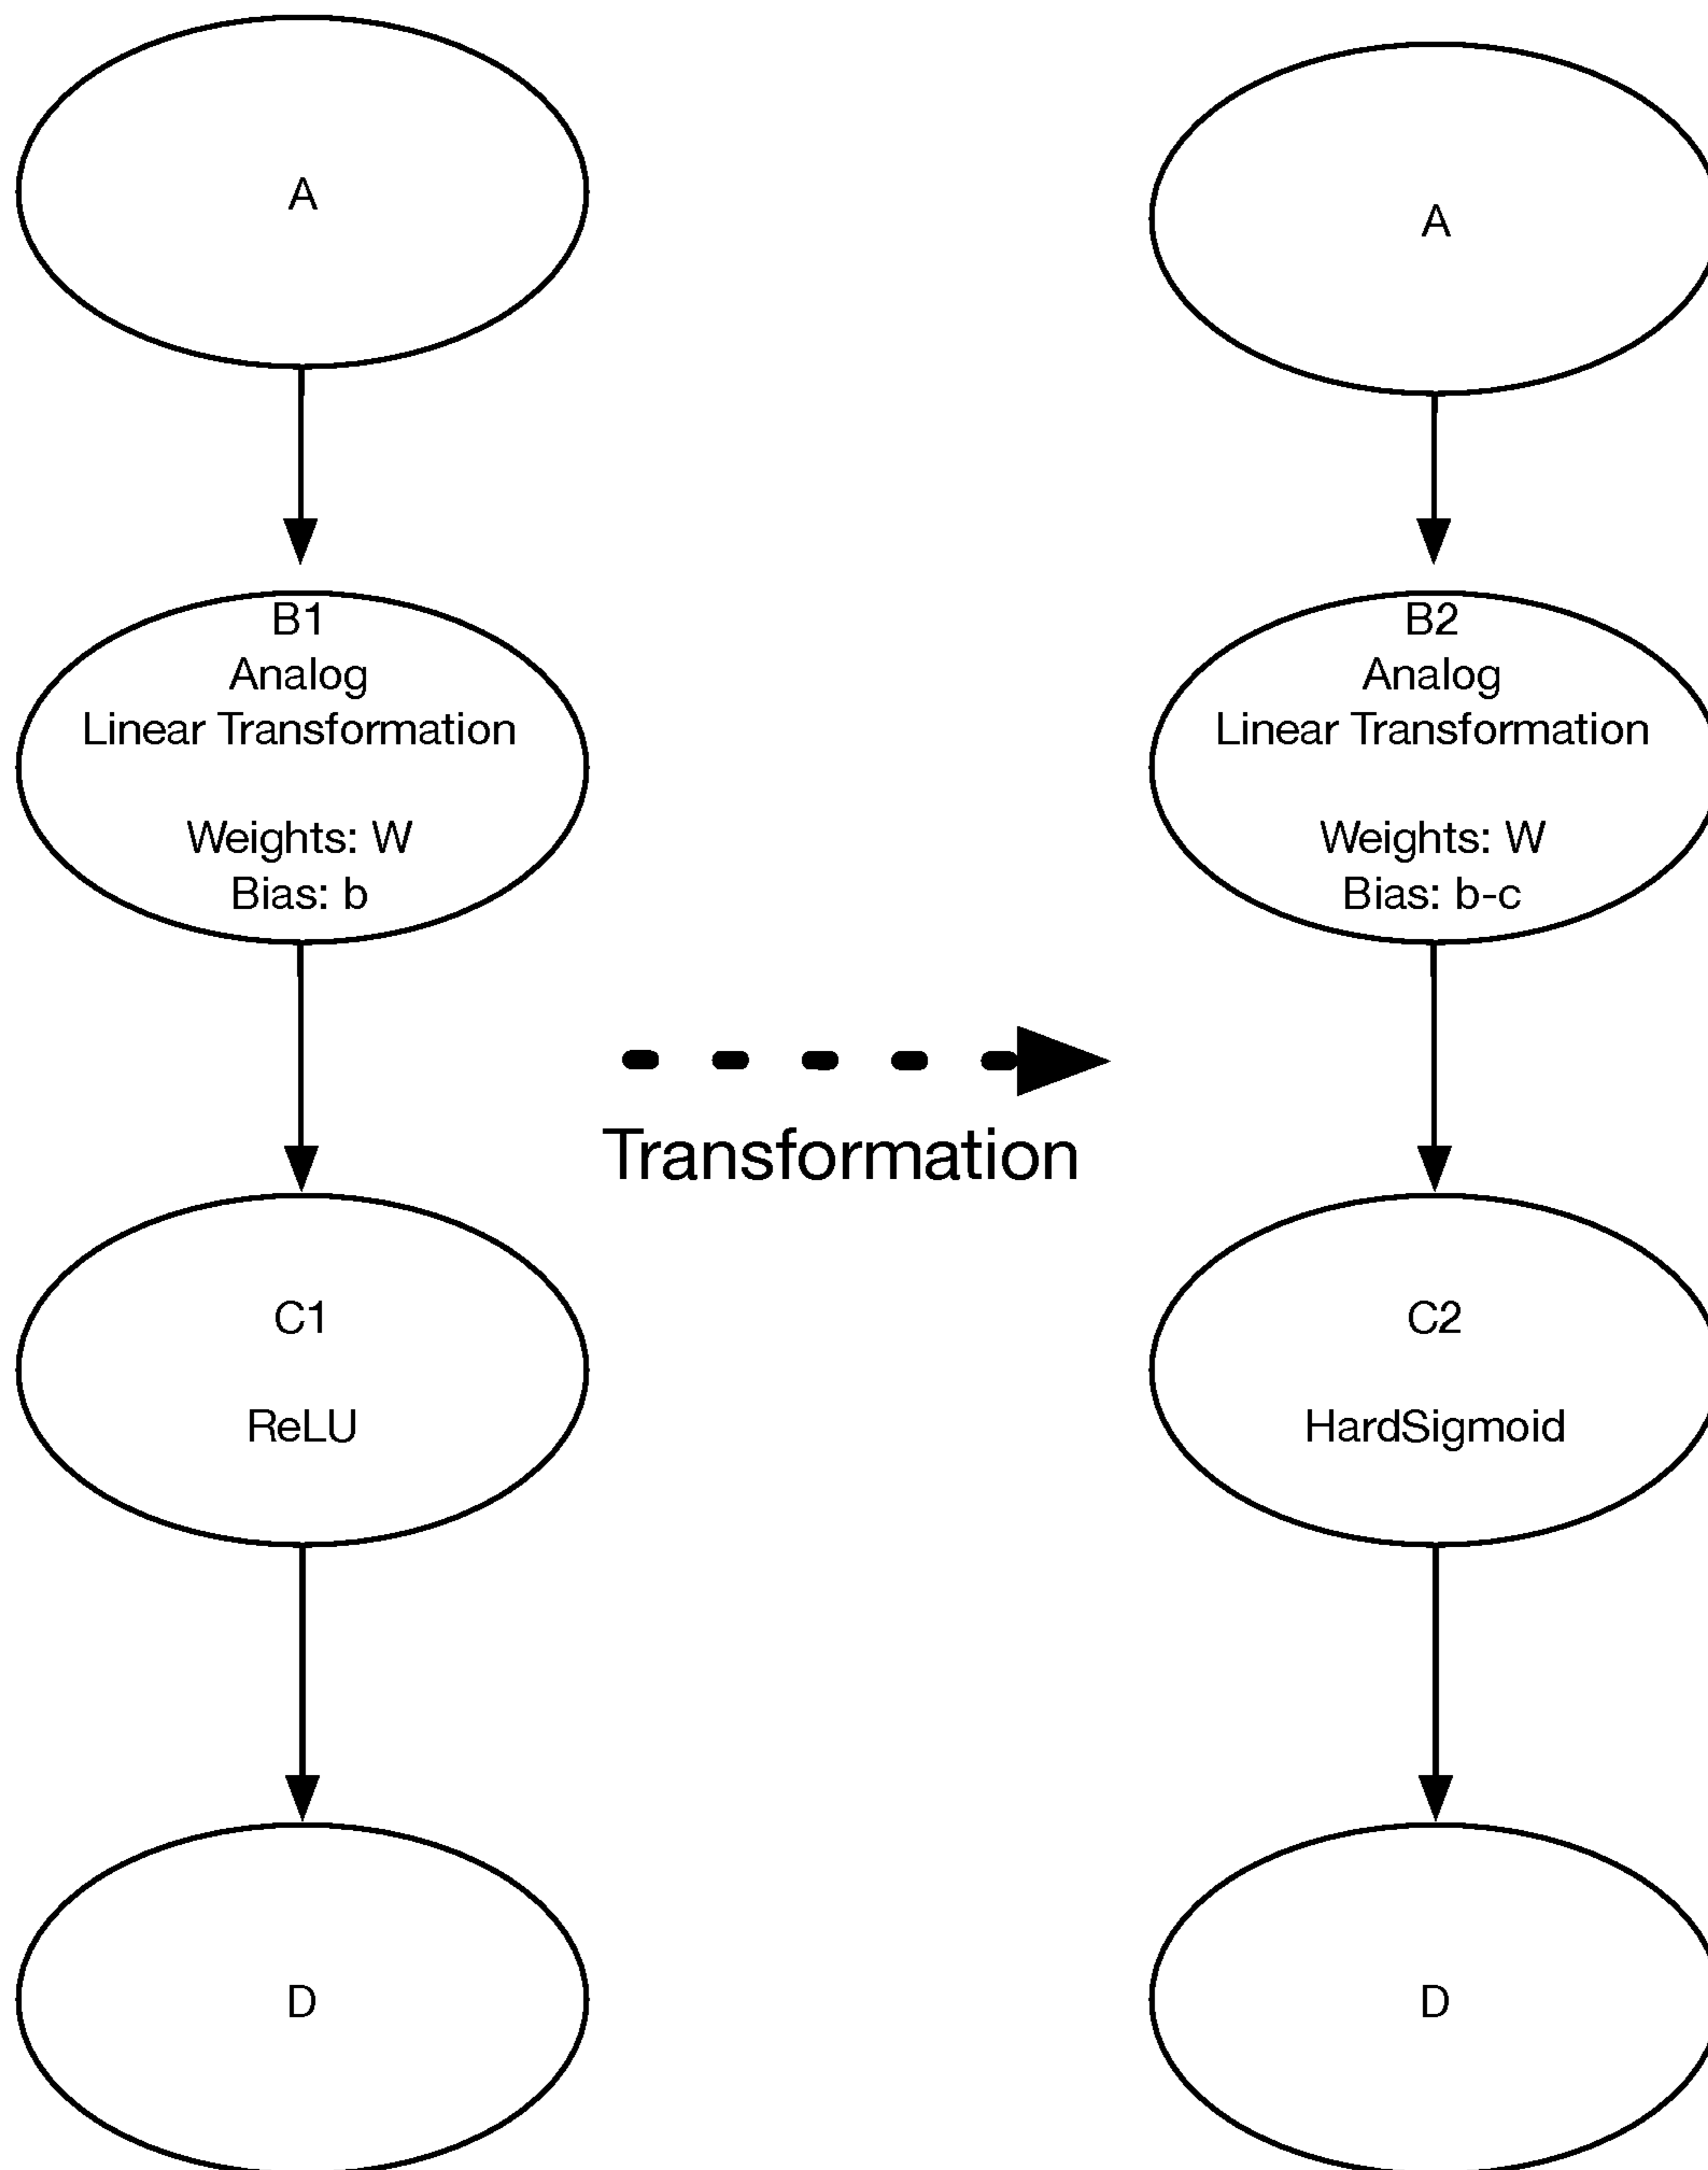 A
B1
Analog
Linear Transformation
Weights: W
Bias: b
C1
ReLU
D
Transformation
A
B2
Analog
Linear Transformation
Weights: W
Bias: b-c
C2
HardSigmoid
D